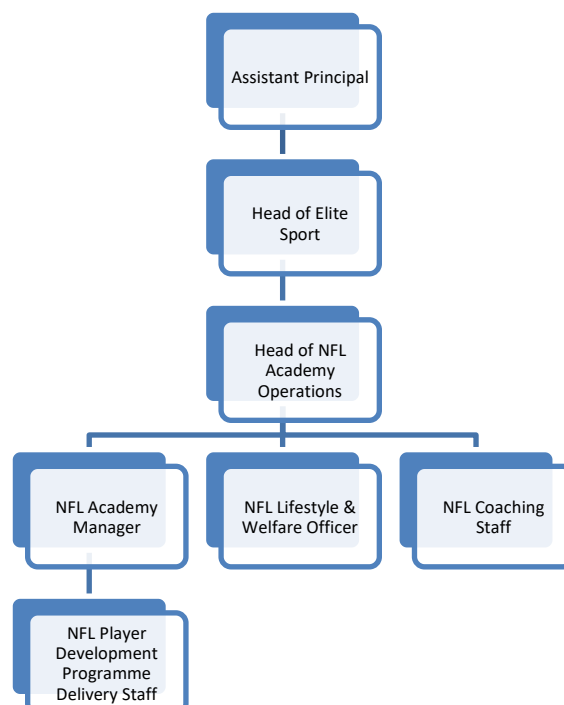 Assistant Principal
Head of Elite
Sport
Head of NFL
Academy
Operations
NFL Academy
Manager
NFL Lifestyle &
Welfare Officer
NFL Coaching
Staff
NFL Player
Development
Programme
Delivery Staff